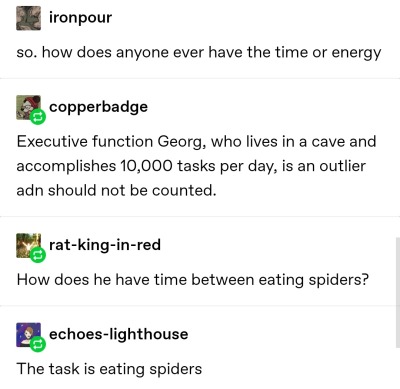 ironpour
so. how does anyone ever have the time or energy
copperbadge
Executive function Georg, who lives in a cave and
accomplishes 10,000 tasks per day, is an outlier
adn should not be counted.
rat-king-in-red
How does he have time between eating spiders?
echoes-lighthouse
The task is eating spiders